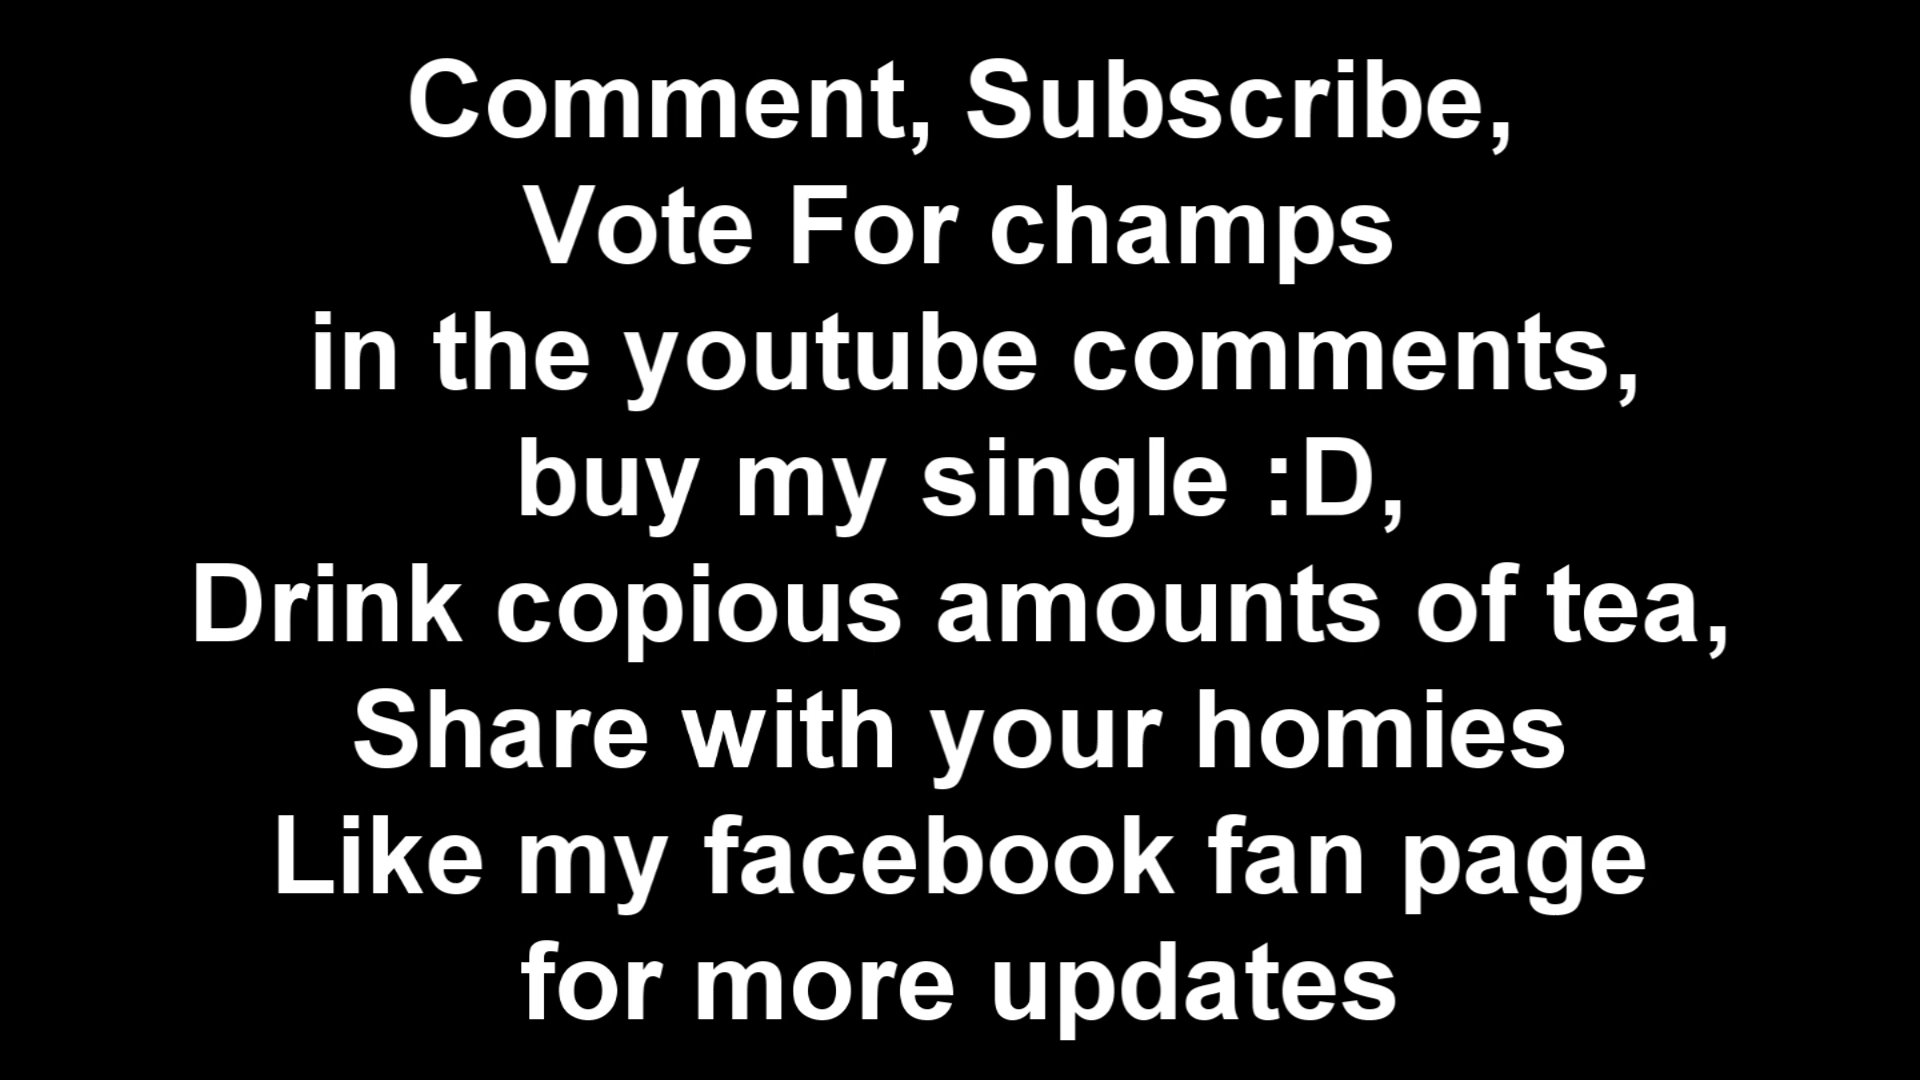 Comment, Subscribe,
Vote For champs
in the youtube comments,
buy my single :D,
Drink copious amounts of tea,
Share with your homies
Like my facebook fan page
for more updates